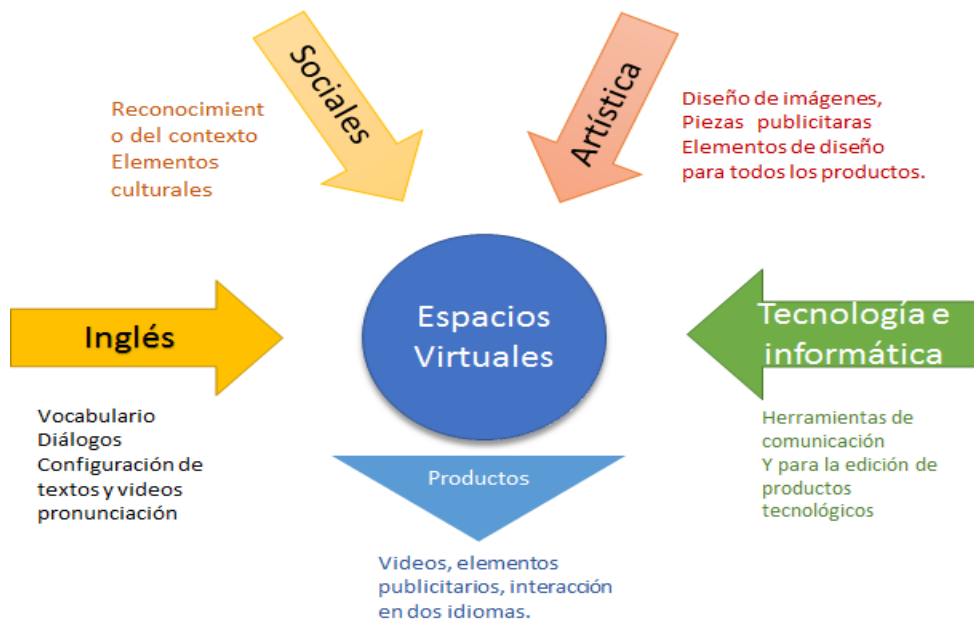 Sociales
Reconocimient
o del contexto
Elementos
culturales
Artística
Diseño de imágenes,
Piezas publicitaras
Elementos de diseño
para todos los productos.
Inglés
Vocabulario
Diálogos
Configuración de
textos y videos
pronunciación
Espacios
Virtuales
Tecnología e
informática
Herramientas de
comunicación
Y para la edición de
productos
tecnológicos
Productos
Videos, elementos
publicitarios, interacción
en dos idiomas.